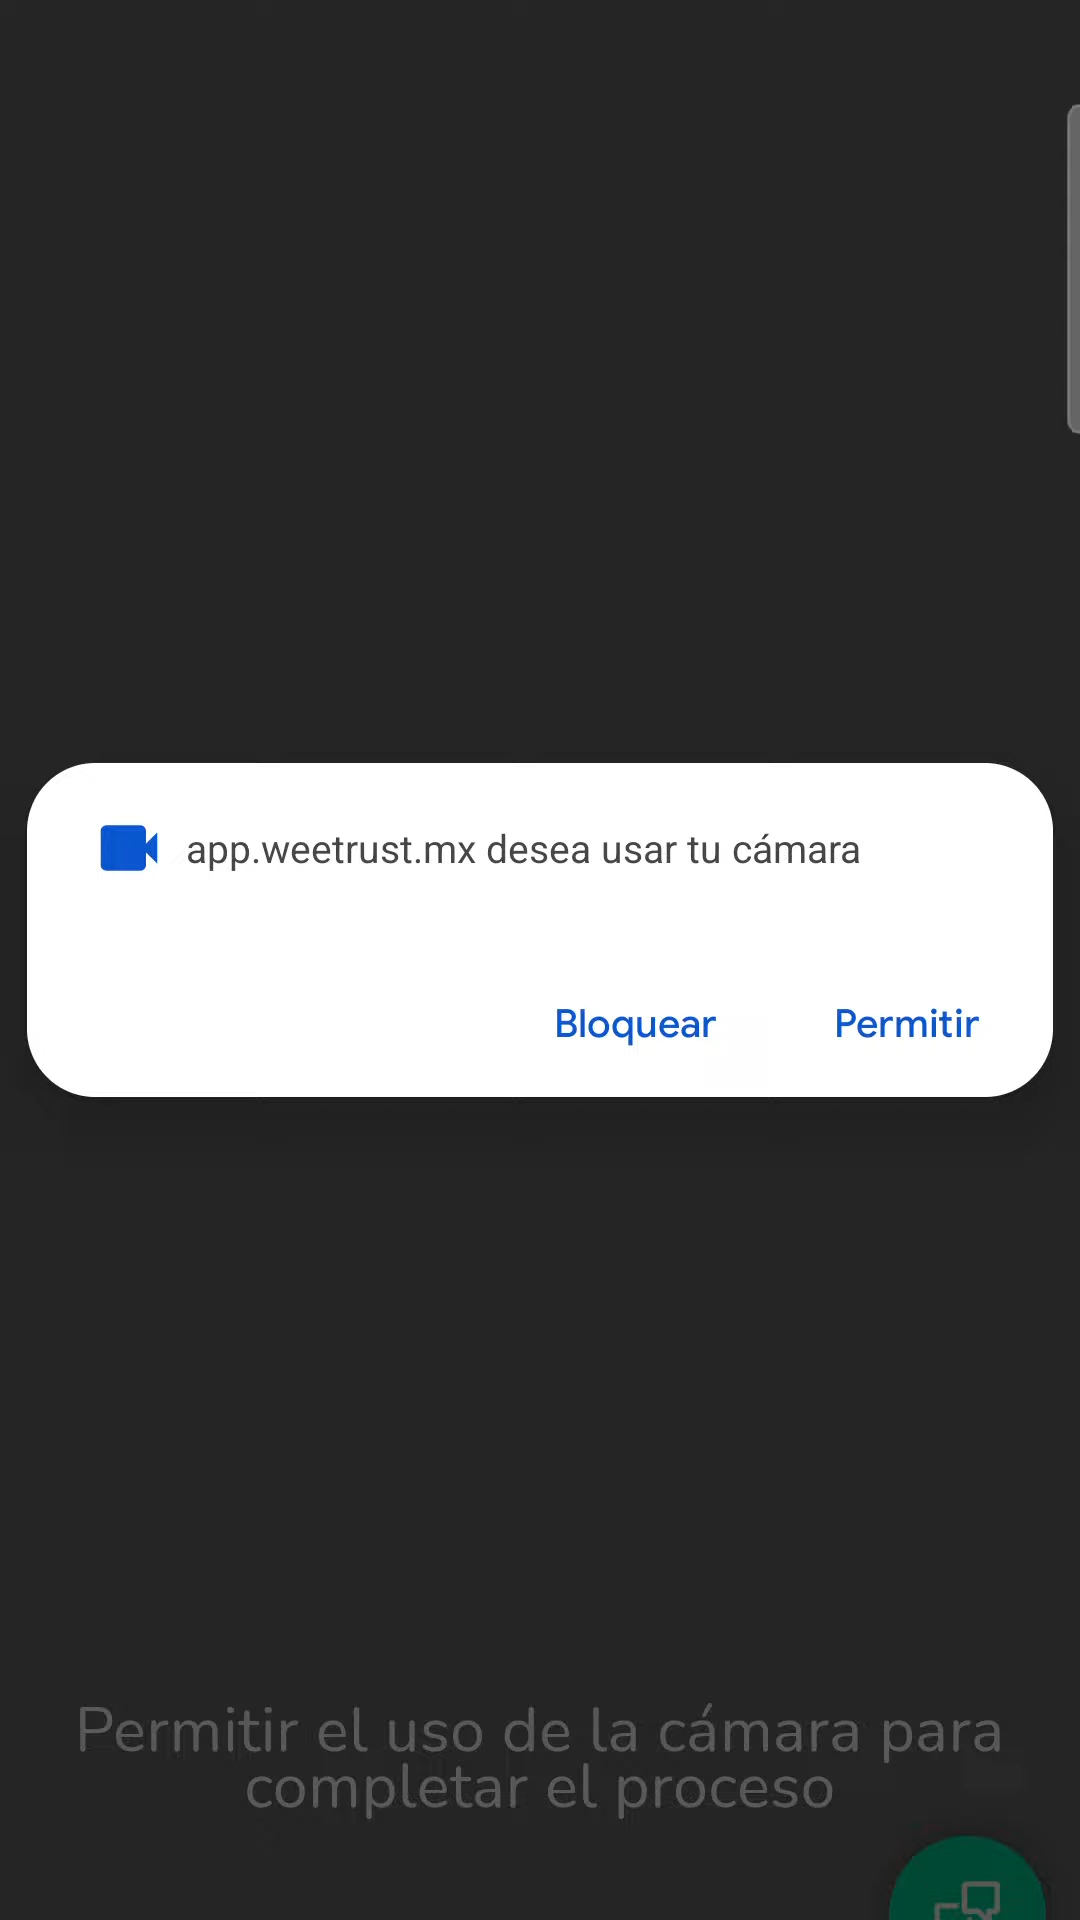 app.weetrust.mx desea usar tu cámara
Bloquear Permitir
Permitir el uso de la cámara para
completar el proceso